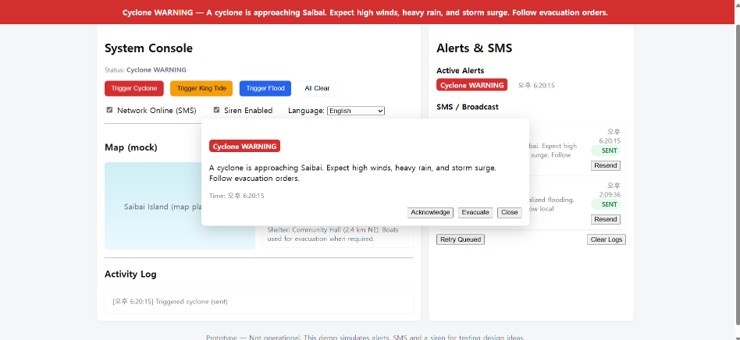 Cyclone WARNING — A cyclone is approaching Saibai. Expect high winds, heavy rain, and storm surge. Follow evacuation orders.
System Console
Status: Cyclone WARNING
Trigger Cyclone
Trigger King Tide
Trigger Flood
All Clear
Network Online (SMS)
Siren Enabled
Language: English
Map (mock)
Saibai Island (map pla
Shelter: Community Hall (2.4 km NE). Boats
used for evacuation when required.
Activity Log
[오후 6:20:15] Triggered cyclone (sent)
Cyclone WARNING
A cyclone is approaching Saibai. Expect high winds, heavy rain, and storm surge.
Follow evacuation orders.
Time: 오후 6:20:15
Acknowledge
Evacuate
Close
Alerts & SMS
Active Alerts
Cyclone WARNING
오후 6:20:15
SMS / Broadcast
bai. Expect high
surge. Follow
오후
6:20:15
SENT
Resend
alized flooding.
ow local
오후
2:09:36
SENT
Resend
Retry Queued
Clear Logs
Prototype — Not operational. This demo simulates alerts, SMS and a siren for testing design ideas.